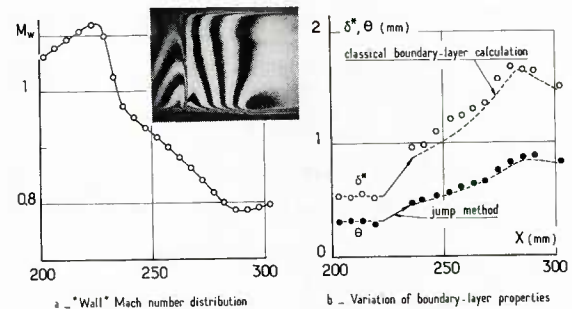 Mw
1
0.8
200
250
300
a _ "Wall" Mach number distribution
δ*, θ (mm)
2
classical boundary-layer calculation
1
δ*
θ
jump method
0
X (mm)
200
250
300
b _ Variation of boundary-layer properties